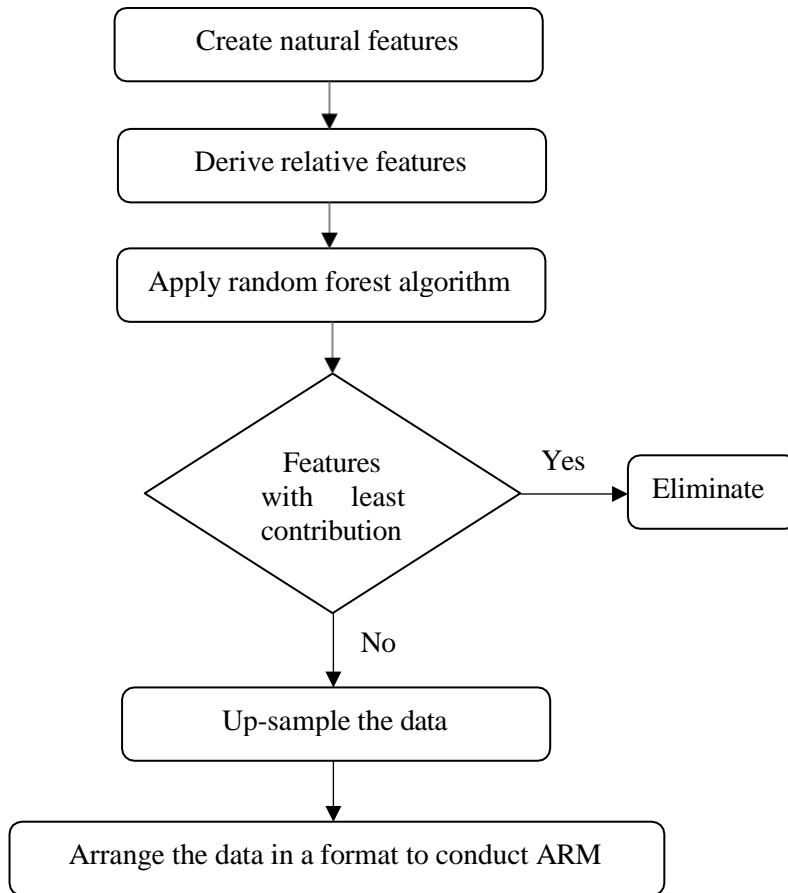 Create natural features
Derive relative features
Apply random forest algorithm
Features
with least
contribution
Yes
Eliminate
No
Up-sample the data
Arrange the data in a format to conduct ARM